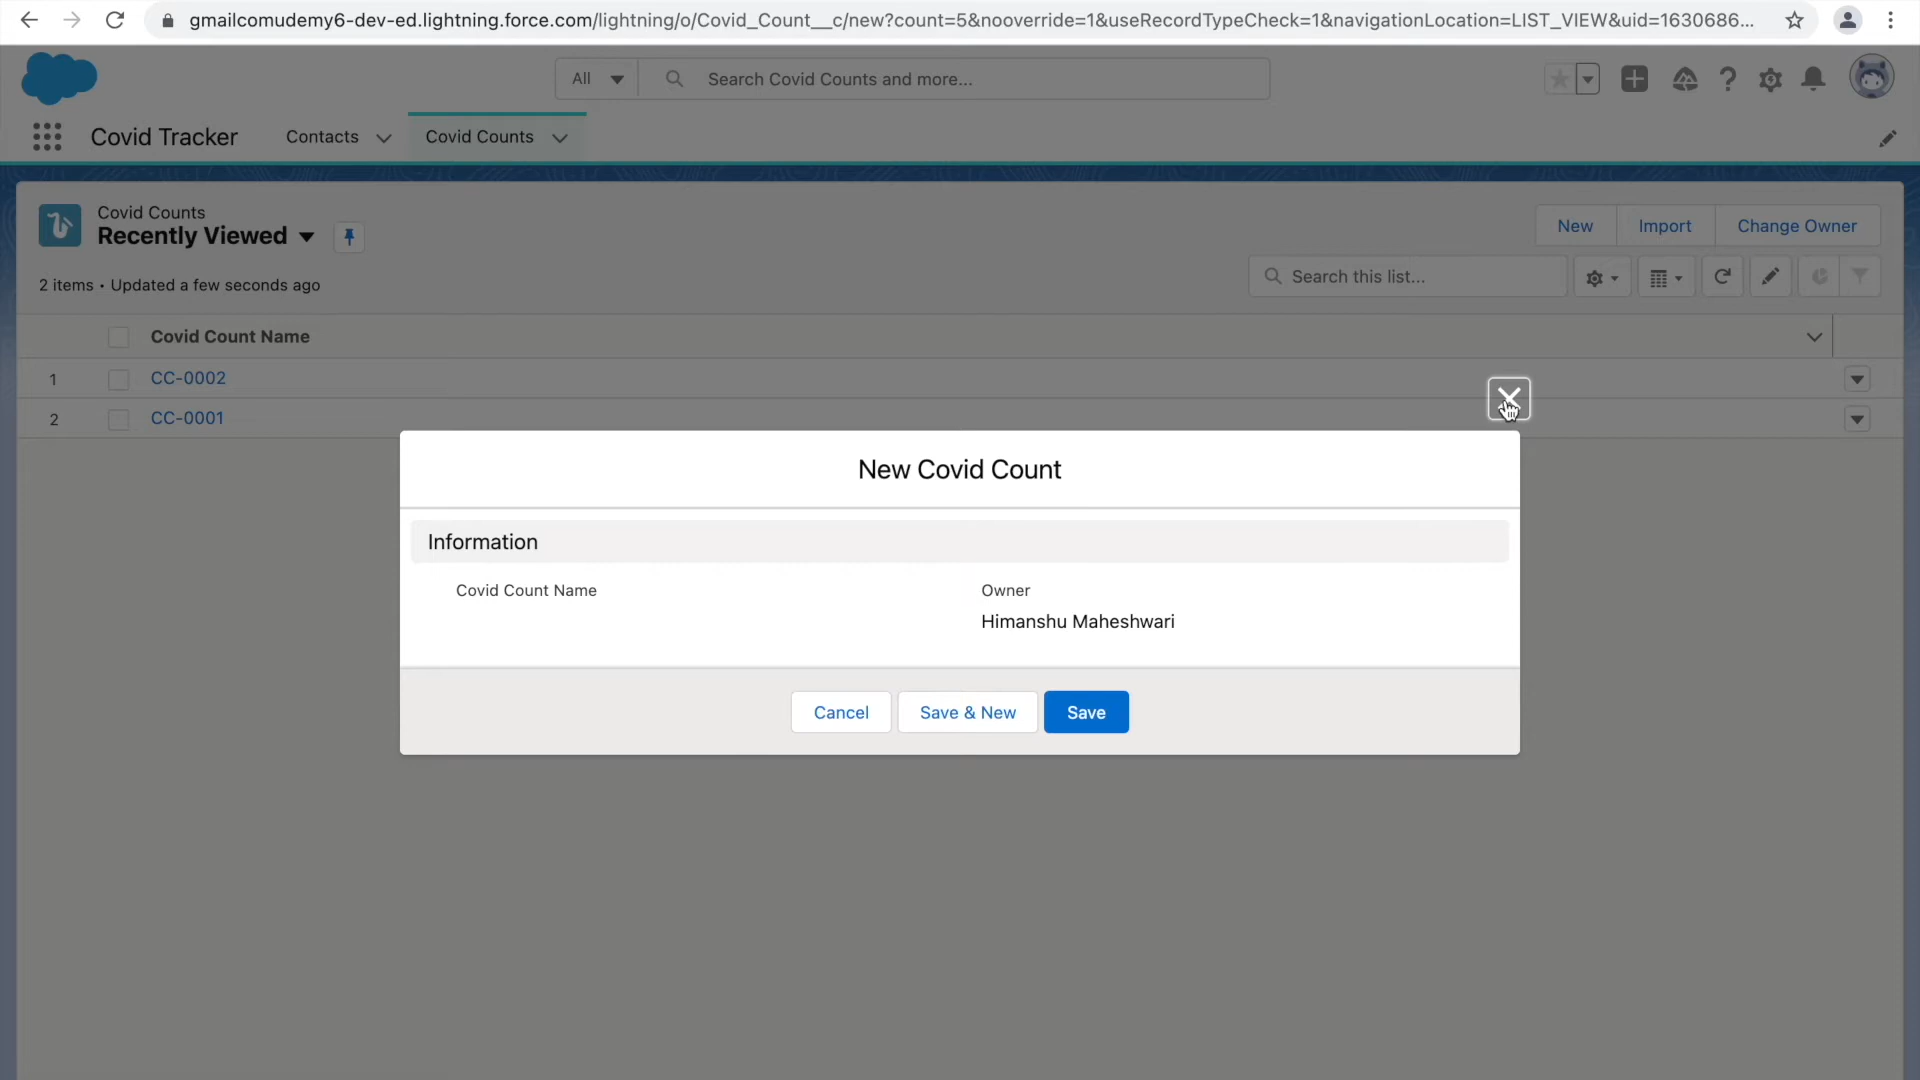 gmailcomudemy6-dev-ed.lightning.force.com/lightning/o/Covid_Count__c/new?count=5&nooverride=1&useRecordTypeCheck=1&navigationLocation=LIST_VIEW&uid=1630686...
All
Search Covid Counts and more...
Covid Tracker
Contacts
Covid Counts
Covid Counts
Recently Viewed
New
Import
Change Owner
2 items • Updated a few seconds ago
Search this list...
Covid Count Name
1
CC-0002
2
CC-0001
New Covid Count
Information
Covid Count Name
Owner
Himanshu Maheshwari
Cancel
Save & New
Save